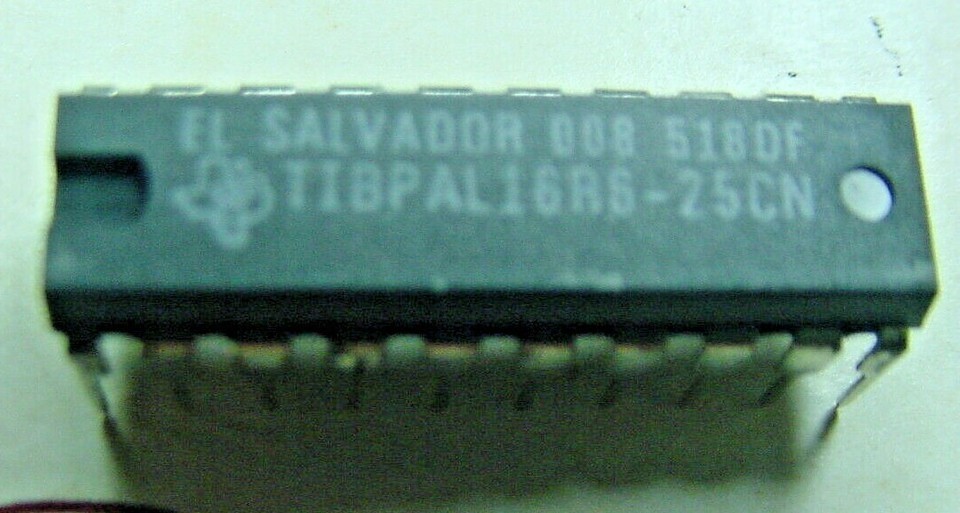 EL SALVADOR 008 518DF
TIBPAL16R6-25CN